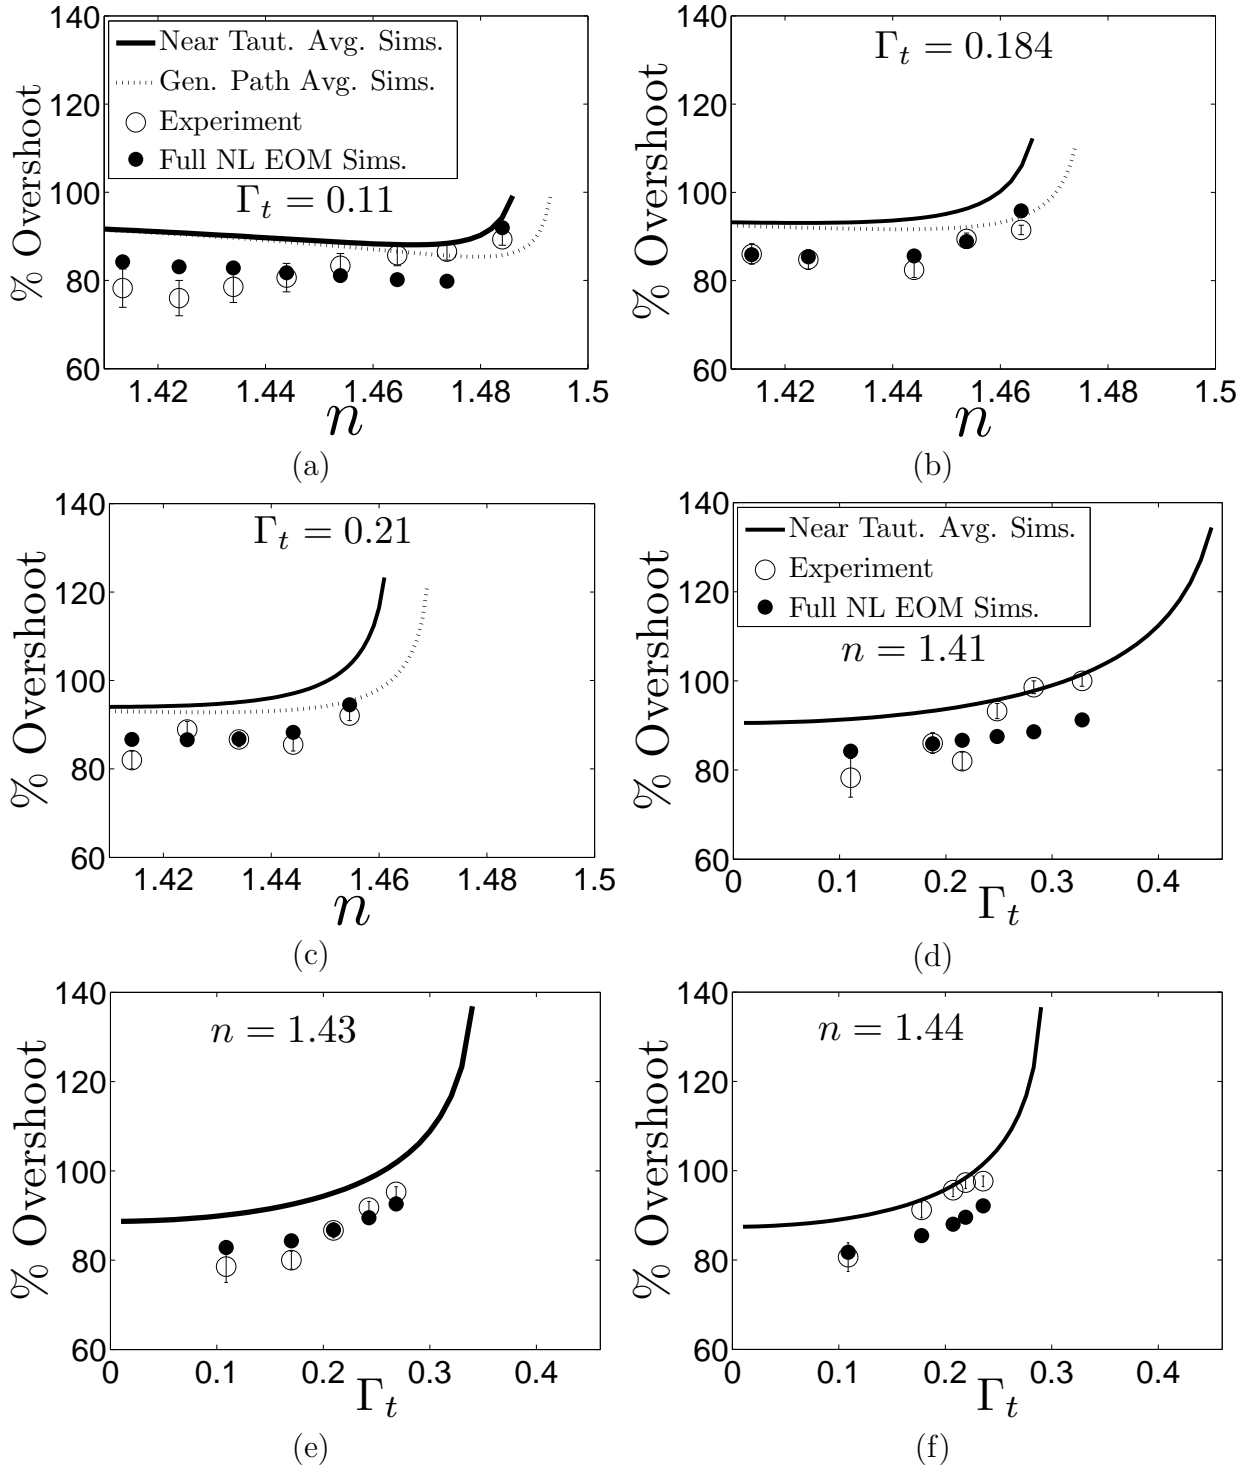 140
120
100
80
60
% Overshoot
Near Taut. Avg. Sims.
Gen. Path Avg. Sims.
Experiment
Full NL EOM Sims.
Γt = 0.11
1.42
1.44
1.46
1.48
1.5
n
(a)
140
120
100
80
60
% Overshoot
Γt = 0.184
1.42
1.44
1.46
1.48
1.5
n
(b)
140
120
100
80
60
% Overshoot
Γt = 0.21
1.42
1.44
1.46
1.48
1.5
n
(c)
140
120
100
80
60
% Overshoot
Near Taut. Avg. Sims.
Experiment
Full NL EOM Sims.
n = 1.41
0
0.1
0.2
0.3
0.4
Γt
(d)
140
120
100
80
60
% Overshoot
n = 1.43
0
0.1
0.2
0.3
0.4
Γt
(e)
140
120
100
80
60
% Overshoot
n = 1.44
0
0.1
0.2
0.3
0.4
Γt
(f)